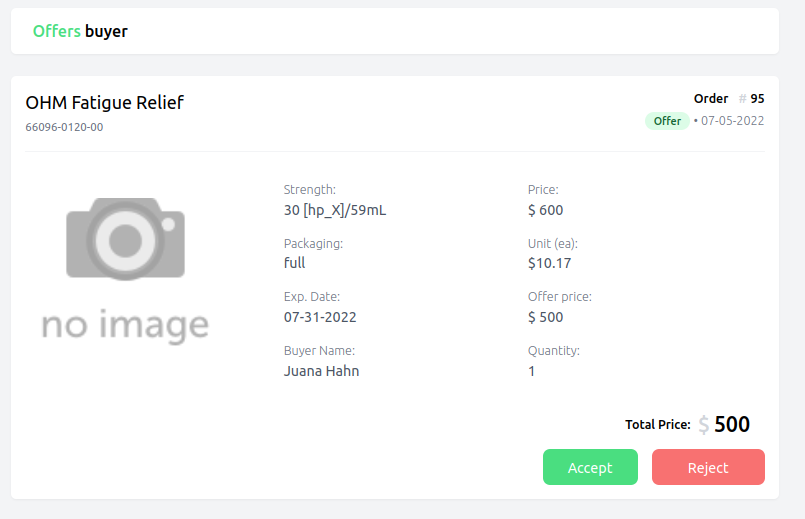 Offers buyer
OHM Fatigue Relief
Order # 95
66096-0120-00
Offer • 07-05-2022
no image
Strength:
30 [hp_X]/59mL
Price:
$ 600
Packaging:
full
Unit (ea):
$10.17
Exp. Date:
07-31-2022
Offer price:
$ 500
Buyer Name:
Juana Hahn
Quantity:
1
Total Price: $ 500
Accept
Reject